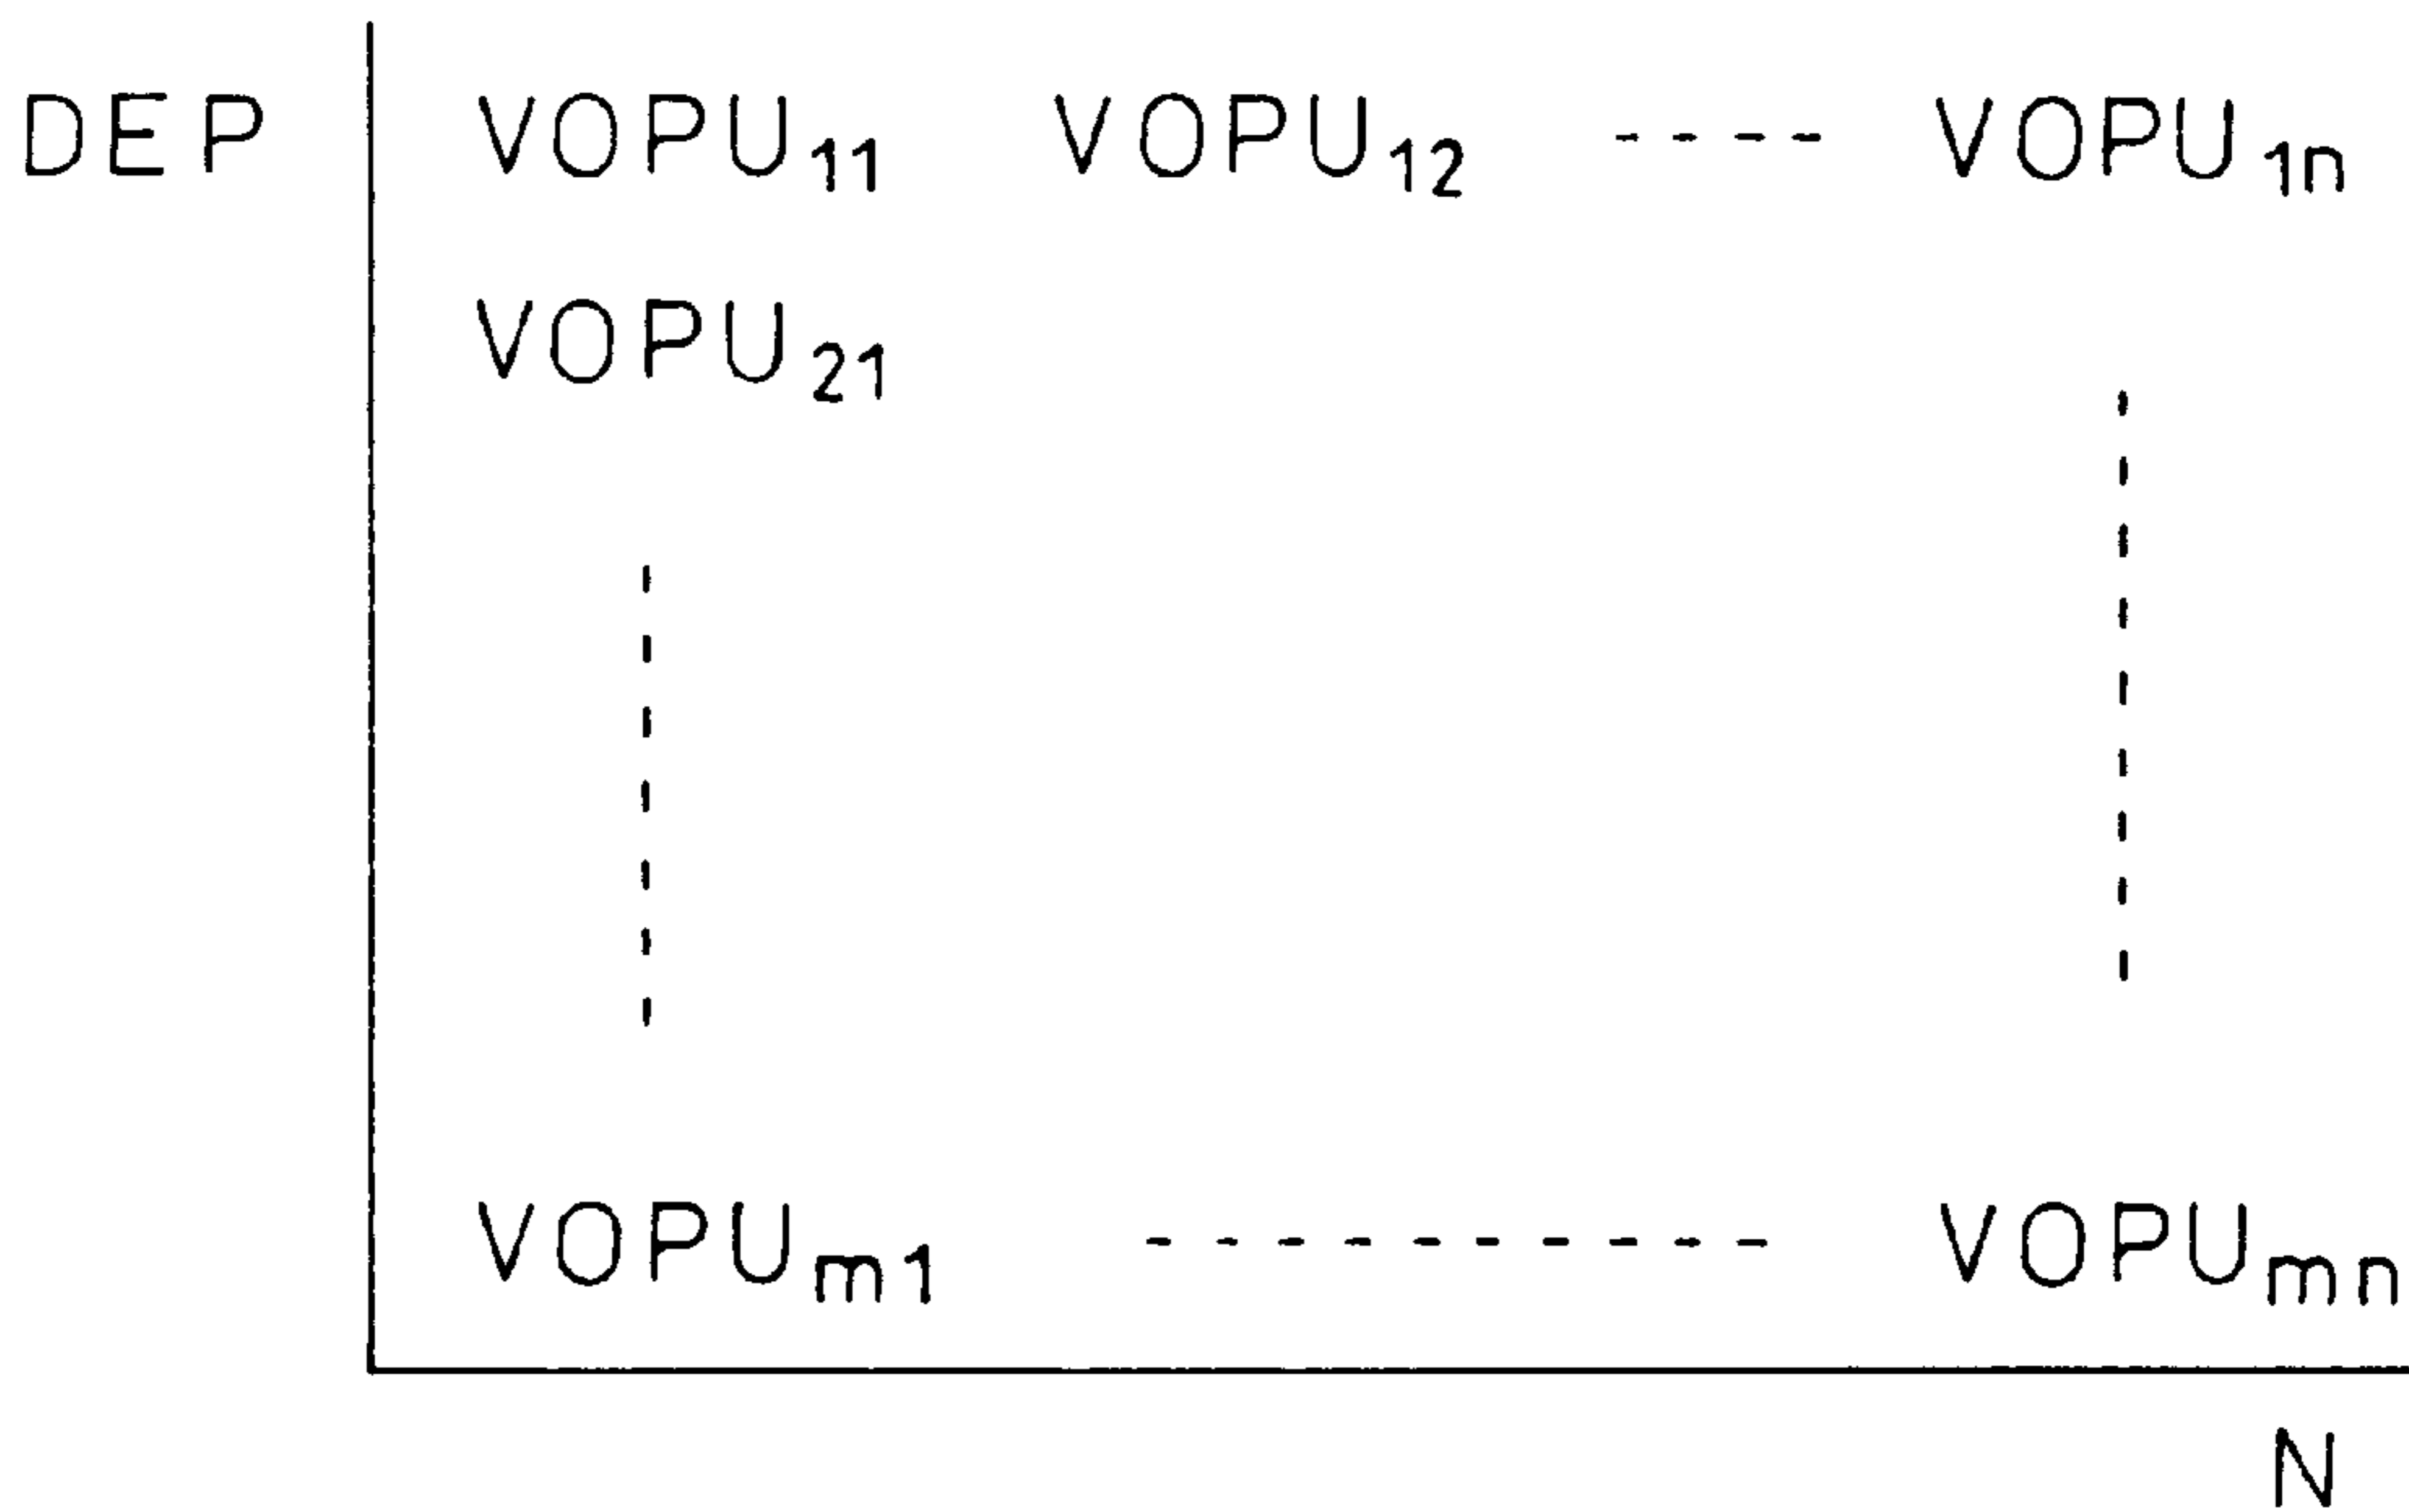 DEP VOPU₁₁ VOPU₁₂ ---- VOPU₁ₙ
VOPU₂₁
VOPUₘ₁ ---------- VOPUₘₙ
N